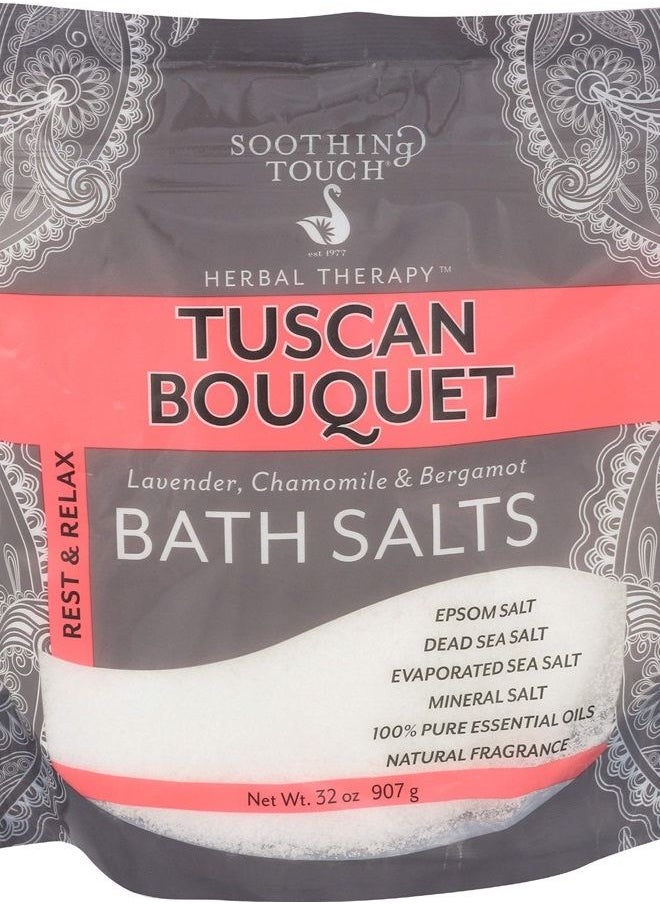 SOOTHING
TOUCH®
est 1977
HERBAL THERAPY™
TUSCAN
BOUQUET
Lavender, Chamomile & Bergamot
BATH SALTS
REST & RELAX
EPSOM SALT
DEAD SEA SALT
EVAPORATED SEA SALT
MINERAL SALT
100% PURE ESSENTIAL OILS
NATURAL FRAGRANCE
Net Wt. 32 oz 907 g